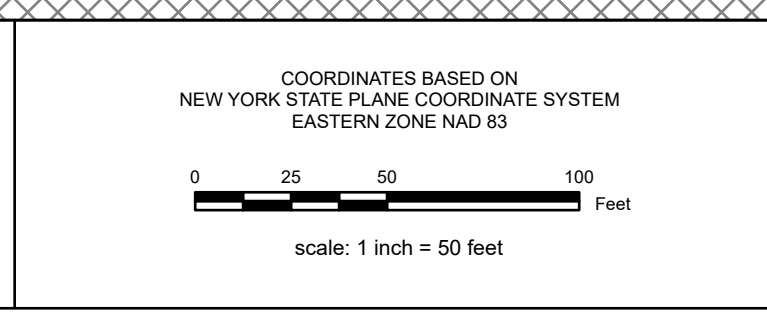 COORDINATES BASED ON
NEW YORK STATE PLANE COORDINATE SYSTEM
EASTERN ZONE NAD 83
0 25 50 100
Feet
scale: 1 inch = 50 feet